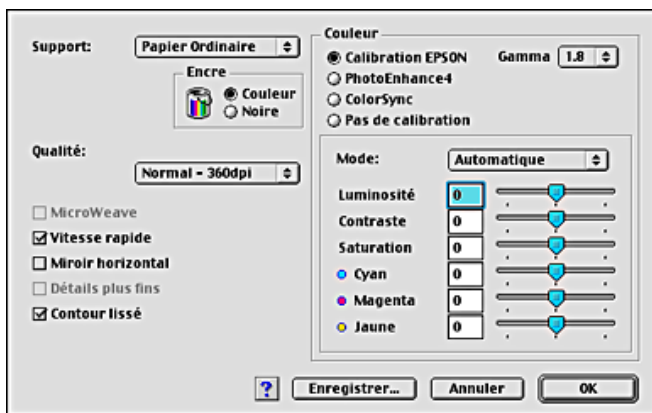 Support:
Papier Ordinaire
Encre
Couleur
Noire
Qualité:
Normal - 360dpi
MicroWeave
Vitesse rapide
Miroir horizontal
Détails plus fins
Contour lissé
Couleur
Calibration EPSON
Gamma 1.8
PhotoEnhance4
ColorSync
Pas de calibration
Mode: Automatique
Luminosité 0
Contraste 0
Saturation 0
Cyan 0
Magenta 0
Jaune 0
?
Enregistrer...
Annuler
OK